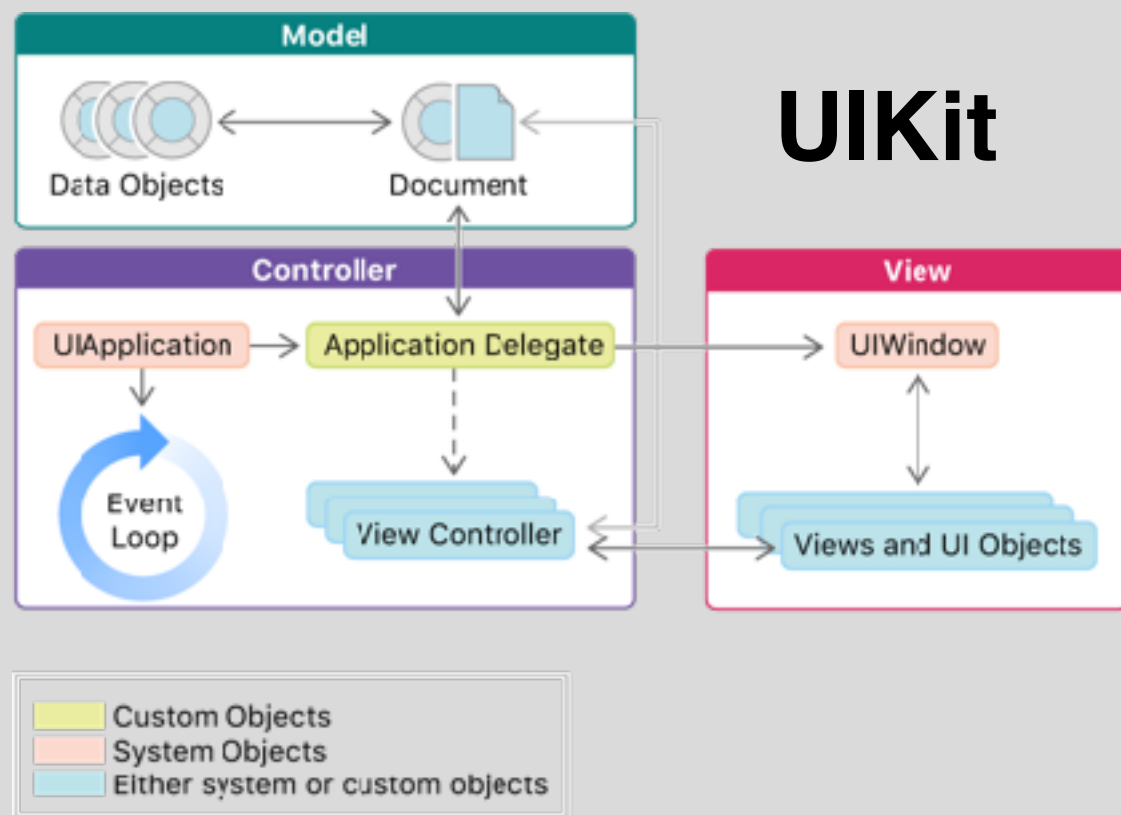 Model
UIKit
Data Objects
Document
Controller
View
UIApplication
Application Delegate
UIWindow
Event
Loop
View Controller
Views and UI Objects
Custom Objects
System Objects
Either system or custom objects